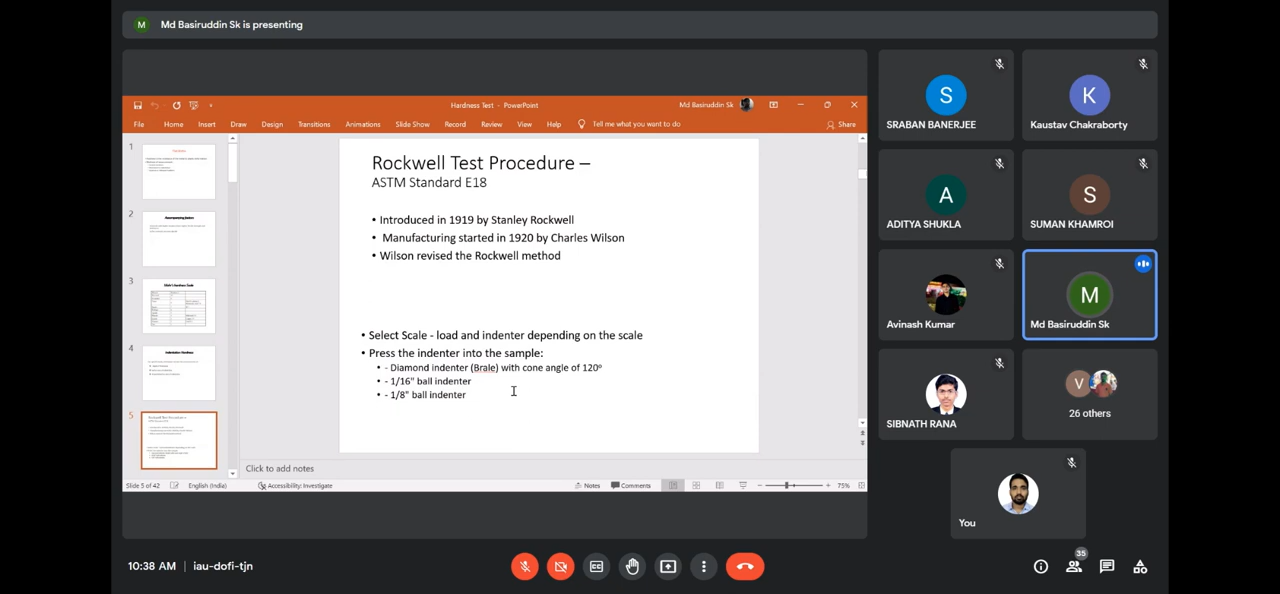 M Md Basiruddin Sk is presenting
Hardness Test - PowerPoint
Md Basiruddin Sk
File Home Insert Draw Design Transitions Animations Slide Show Record Review View Help Tell me what you want to do Share
1
2
3
4
5
Rockwell Test Procedure –
ASTM Standard E18
• Introduced in 1919 by Stanley Rockwell
• Manufacturing started in 1920 by Charles Wilson
• Wilson revised the Rockwell method
• Select Scale - load and indenter depending on the scale
• Press the indenter into the sample:
• - Diamond indenter (Brale) with cone angle of 120°
• - 1/16" ball indenter
• - 1/8" ball indenter
Click to add notes
Slide 5 of 42 English (India) Accessibility: Investigate Notes Comments 75%
S
SRABAN BANERJEE
K
Kaustav Chakraborty
A
ADITYA SHUKLA
S
SUMAN KHAMROI
Avinash Kumar
M
Md Basiruddin Sk
SIBNATH RANA
V
26 others
You
10:38 AM | iau-dofi-tjn
35